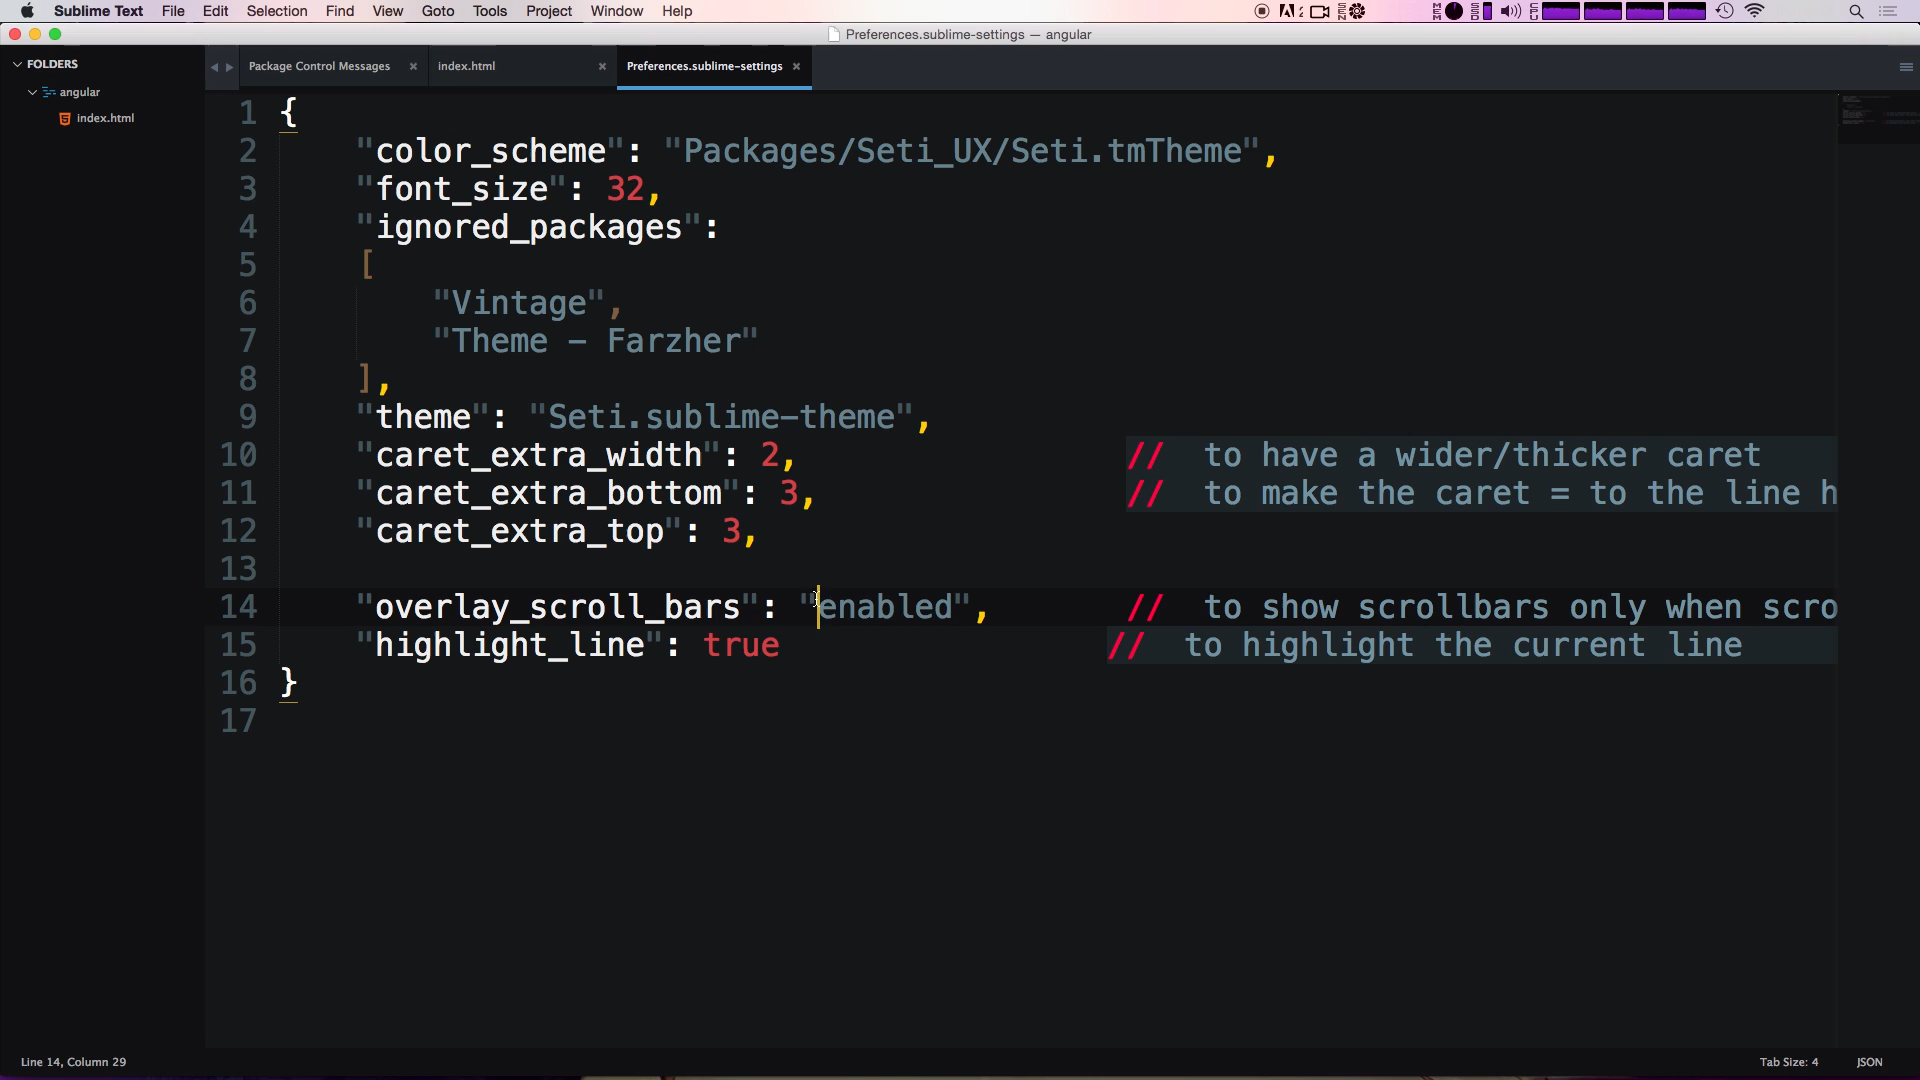 Sublime Text File Edit Selection Find View Goto Tools Project Window Help
Preferences.sublime-settings — angular
FOLDERS
angular
index.html
Package Control Messages
index.html
Preferences.sublime-settings
1 {
2 "color_scheme": "Packages/Seti_UX/Seti.tmTheme",
3 "font_size": 32,
4 "ignored_packages":
5 [
6 "Vintage",
7 "Theme - Farzher"
8 ],
9 "theme": "Seti.sublime-theme",
10 "caret_extra_width": 2, // to have a wider/thicker caret
11 "caret_extra_bottom": 3, // to make the caret = to the line h
12 "caret_extra_top": 3,
13
14 "overlay_scroll_bars": "enabled", // to show scrollbars only when scro
15 "highlight_line": true // to highlight the current line
16 }
17
Line 14, Column 29
Tab Size: 4
JSON